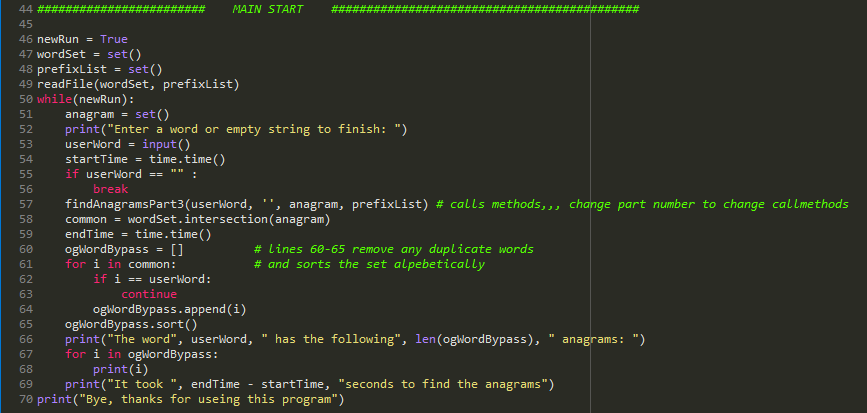 44 ######################## MAIN START ############################################
45
46 newRun = True
47 wordSet = set()
48 prefixList = set()
49 readFile(wordSet, prefixList)
50 while(newRun):
51 anagram = set()
52 print("Enter a word or empty string to finish: ")
53 userWord = input()
54 startTime = time.time()
55 if userWord == "" :
56 break
57 findAnagramsPart3(userWord, '', anagram, prefixList) # calls methods,,, change part number to change callmethods
58 common = wordSet.intersection(anagram)
59 endTime = time.time()
60 ogWordBypass = [] # lines 60-65 remove any duplicate words
61 for i in common: # and sorts the set alpebetically
62 if i == userWord:
63 continue
64 ogWordBypass.append(i)
65 ogWordBypass.sort()
66 print("The word", userWord, " has the following", len(ogWordBypass), " anagrams: ")
67 for i in ogWordBypass:
68 print(i)
69 print("It took ", endTime - startTime, "seconds to find the anagrams")
70 print("Bye, thanks for useing this program")